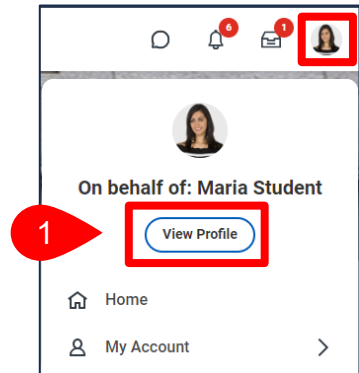 6
1
On behalf of: Maria Student
1
View Profile
Home
My Account